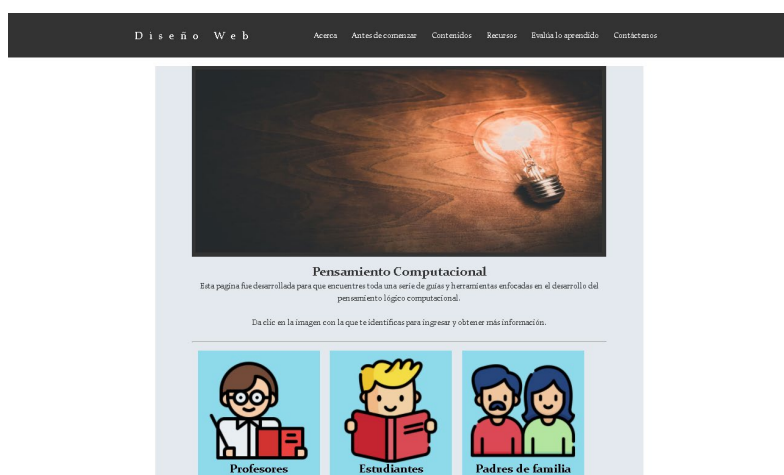 Diseño Web
Acerca Antes de comenzar Contenidos Recursos Evalúa lo aprendido Contáctenos
Pensamiento Computacional
Esta pagina fue desarrollada para que encuentres toda una serie de guías y herramientas enfocadas en el desarrollo del
pensamiento lógico computacional.
Da clic en la imagen con la que te identificas para ingresar y obtener más información.
Profesores Estudiantes Padres de familia